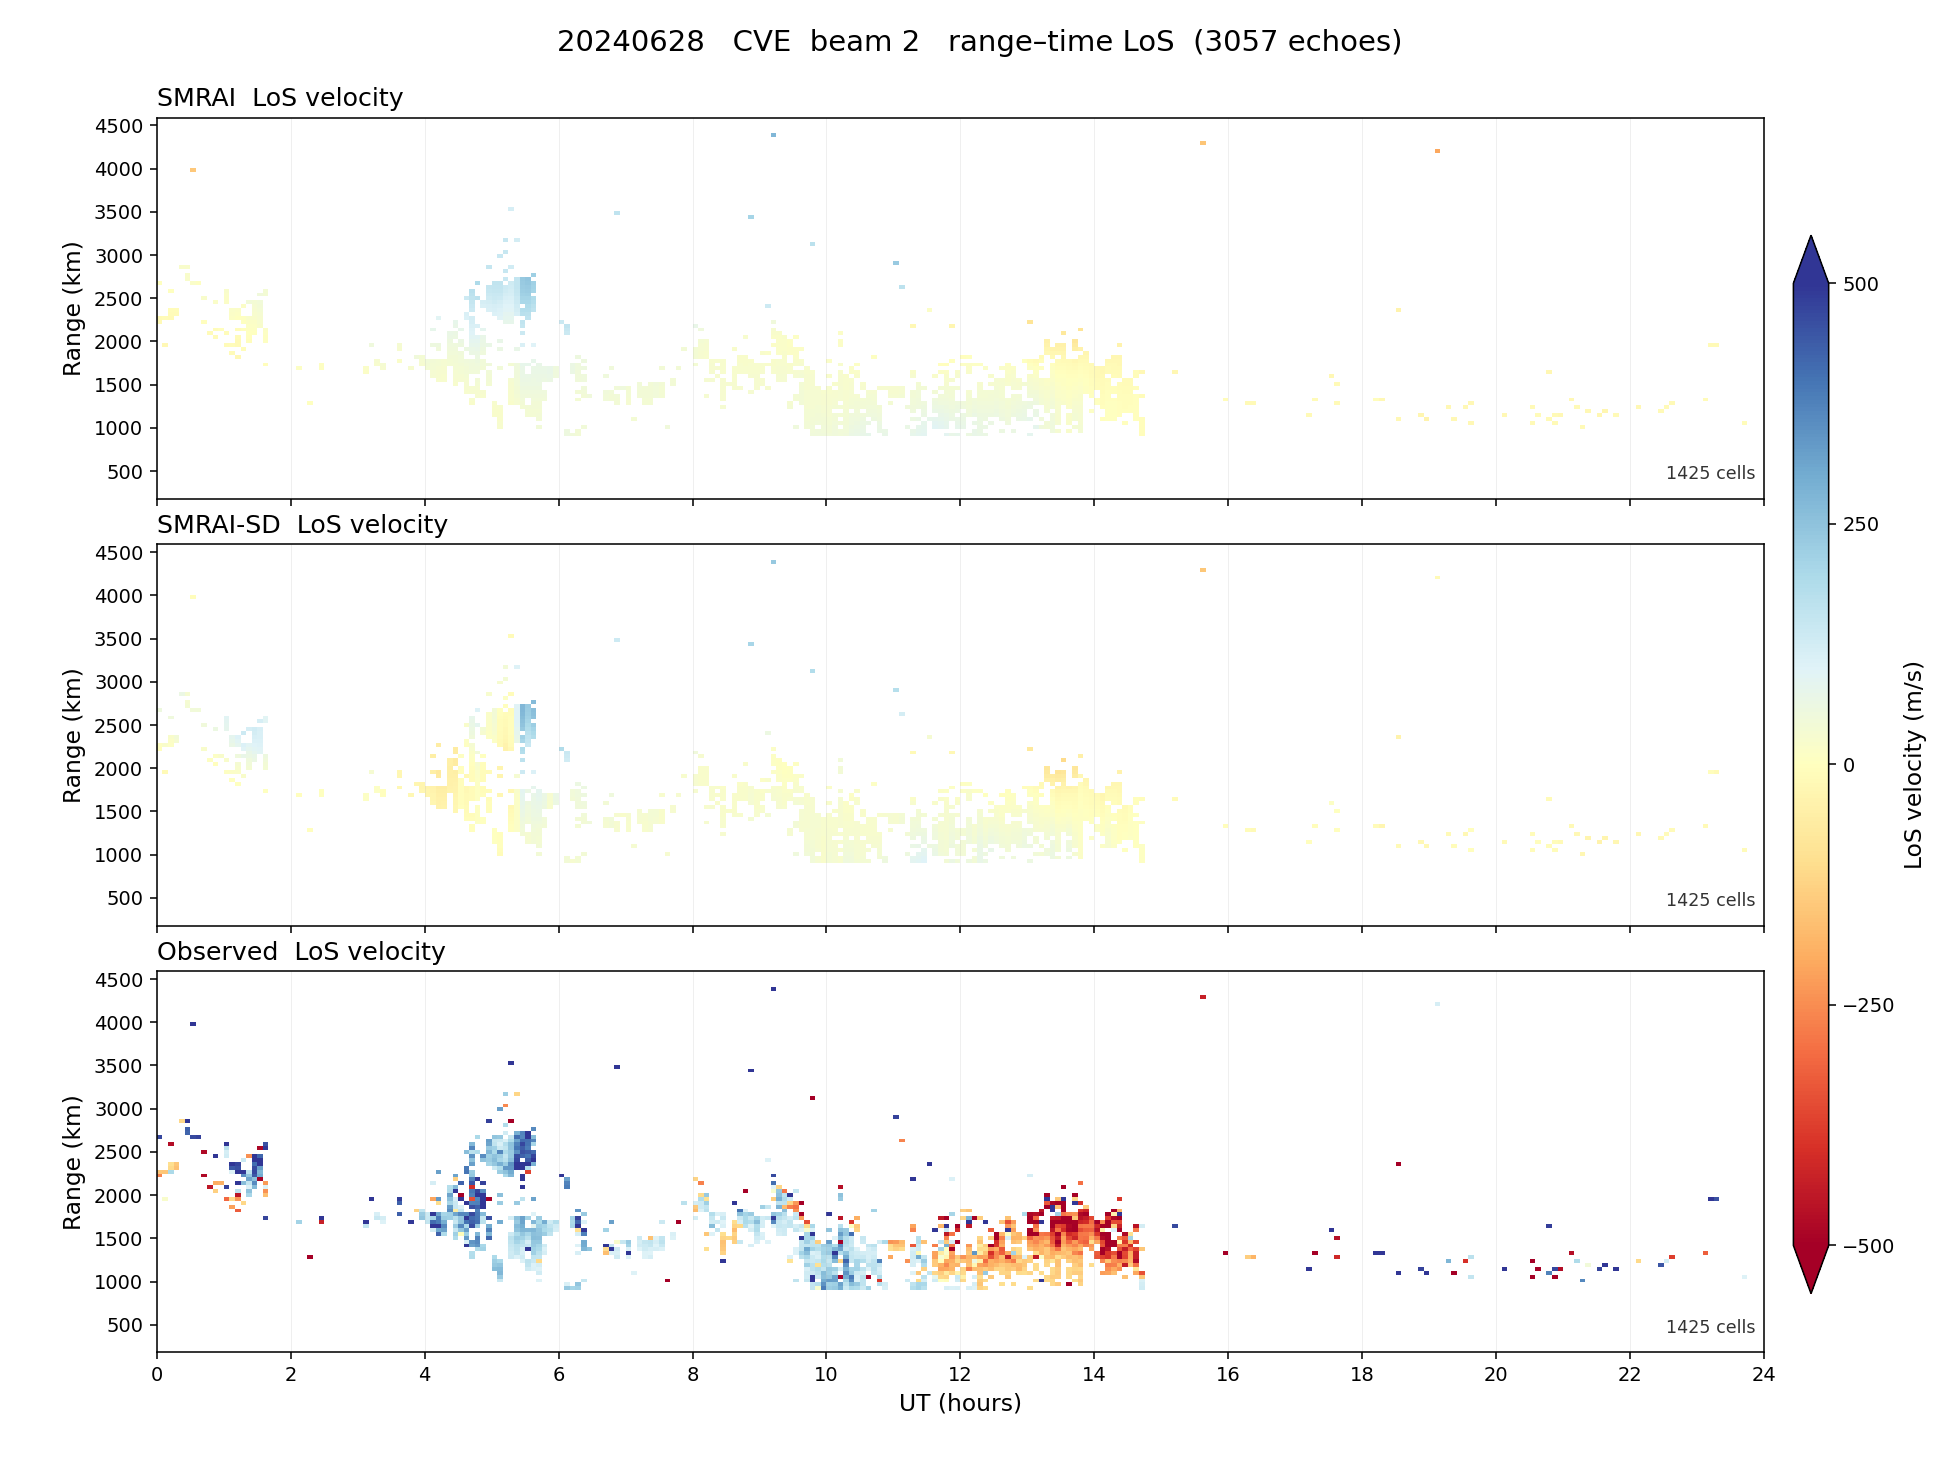 20240628 CVE beam 2 range–time LoS (3057 echoes)
SMRAI LoS velocity
4500
4000
3500
3000
2500
2000
1500
1000
500
Range (km)
1425 cells
SMRAI-SD LoS velocity
4500
4000
3500
3000
2500
2000
1500
1000
500
Range (km)
1425 cells
Observed LoS velocity
4500
4000
3500
3000
2500
2000
1500
1000
500
Range (km)
1425 cells
0 2 4 6 8 10 12 14 16 18 20 22 24
UT (hours)
500
250
0
−250
−500
LoS velocity (m/s)